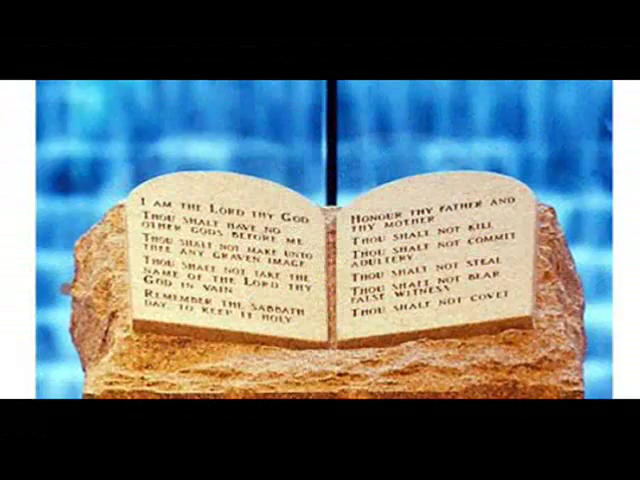 I AM THE LORD THY GOD
THOU SHALT HAVE NO
OTHER GODS BEFORE ME
THOU SHALT NOT MAKE UNTO
THEE ANY GRAVEN IMAGE
THOU SHALT NOT TAKE THE
NAME OF THE LORD THY
GOD IN VAIN
REMEMBER THE SABBATH
DAY, TO KEEP IT HOLY
HONOUR THY FATHER AND
THY MOTHER
THOU SHALT NOT KILL
THOU SHALT NOT COMMIT
ADULTERY
THOU SHALT NOT STEAL
THOU SHALT NOT BEAR
FALSE WITNESS
THOU SHALT NOT COVET